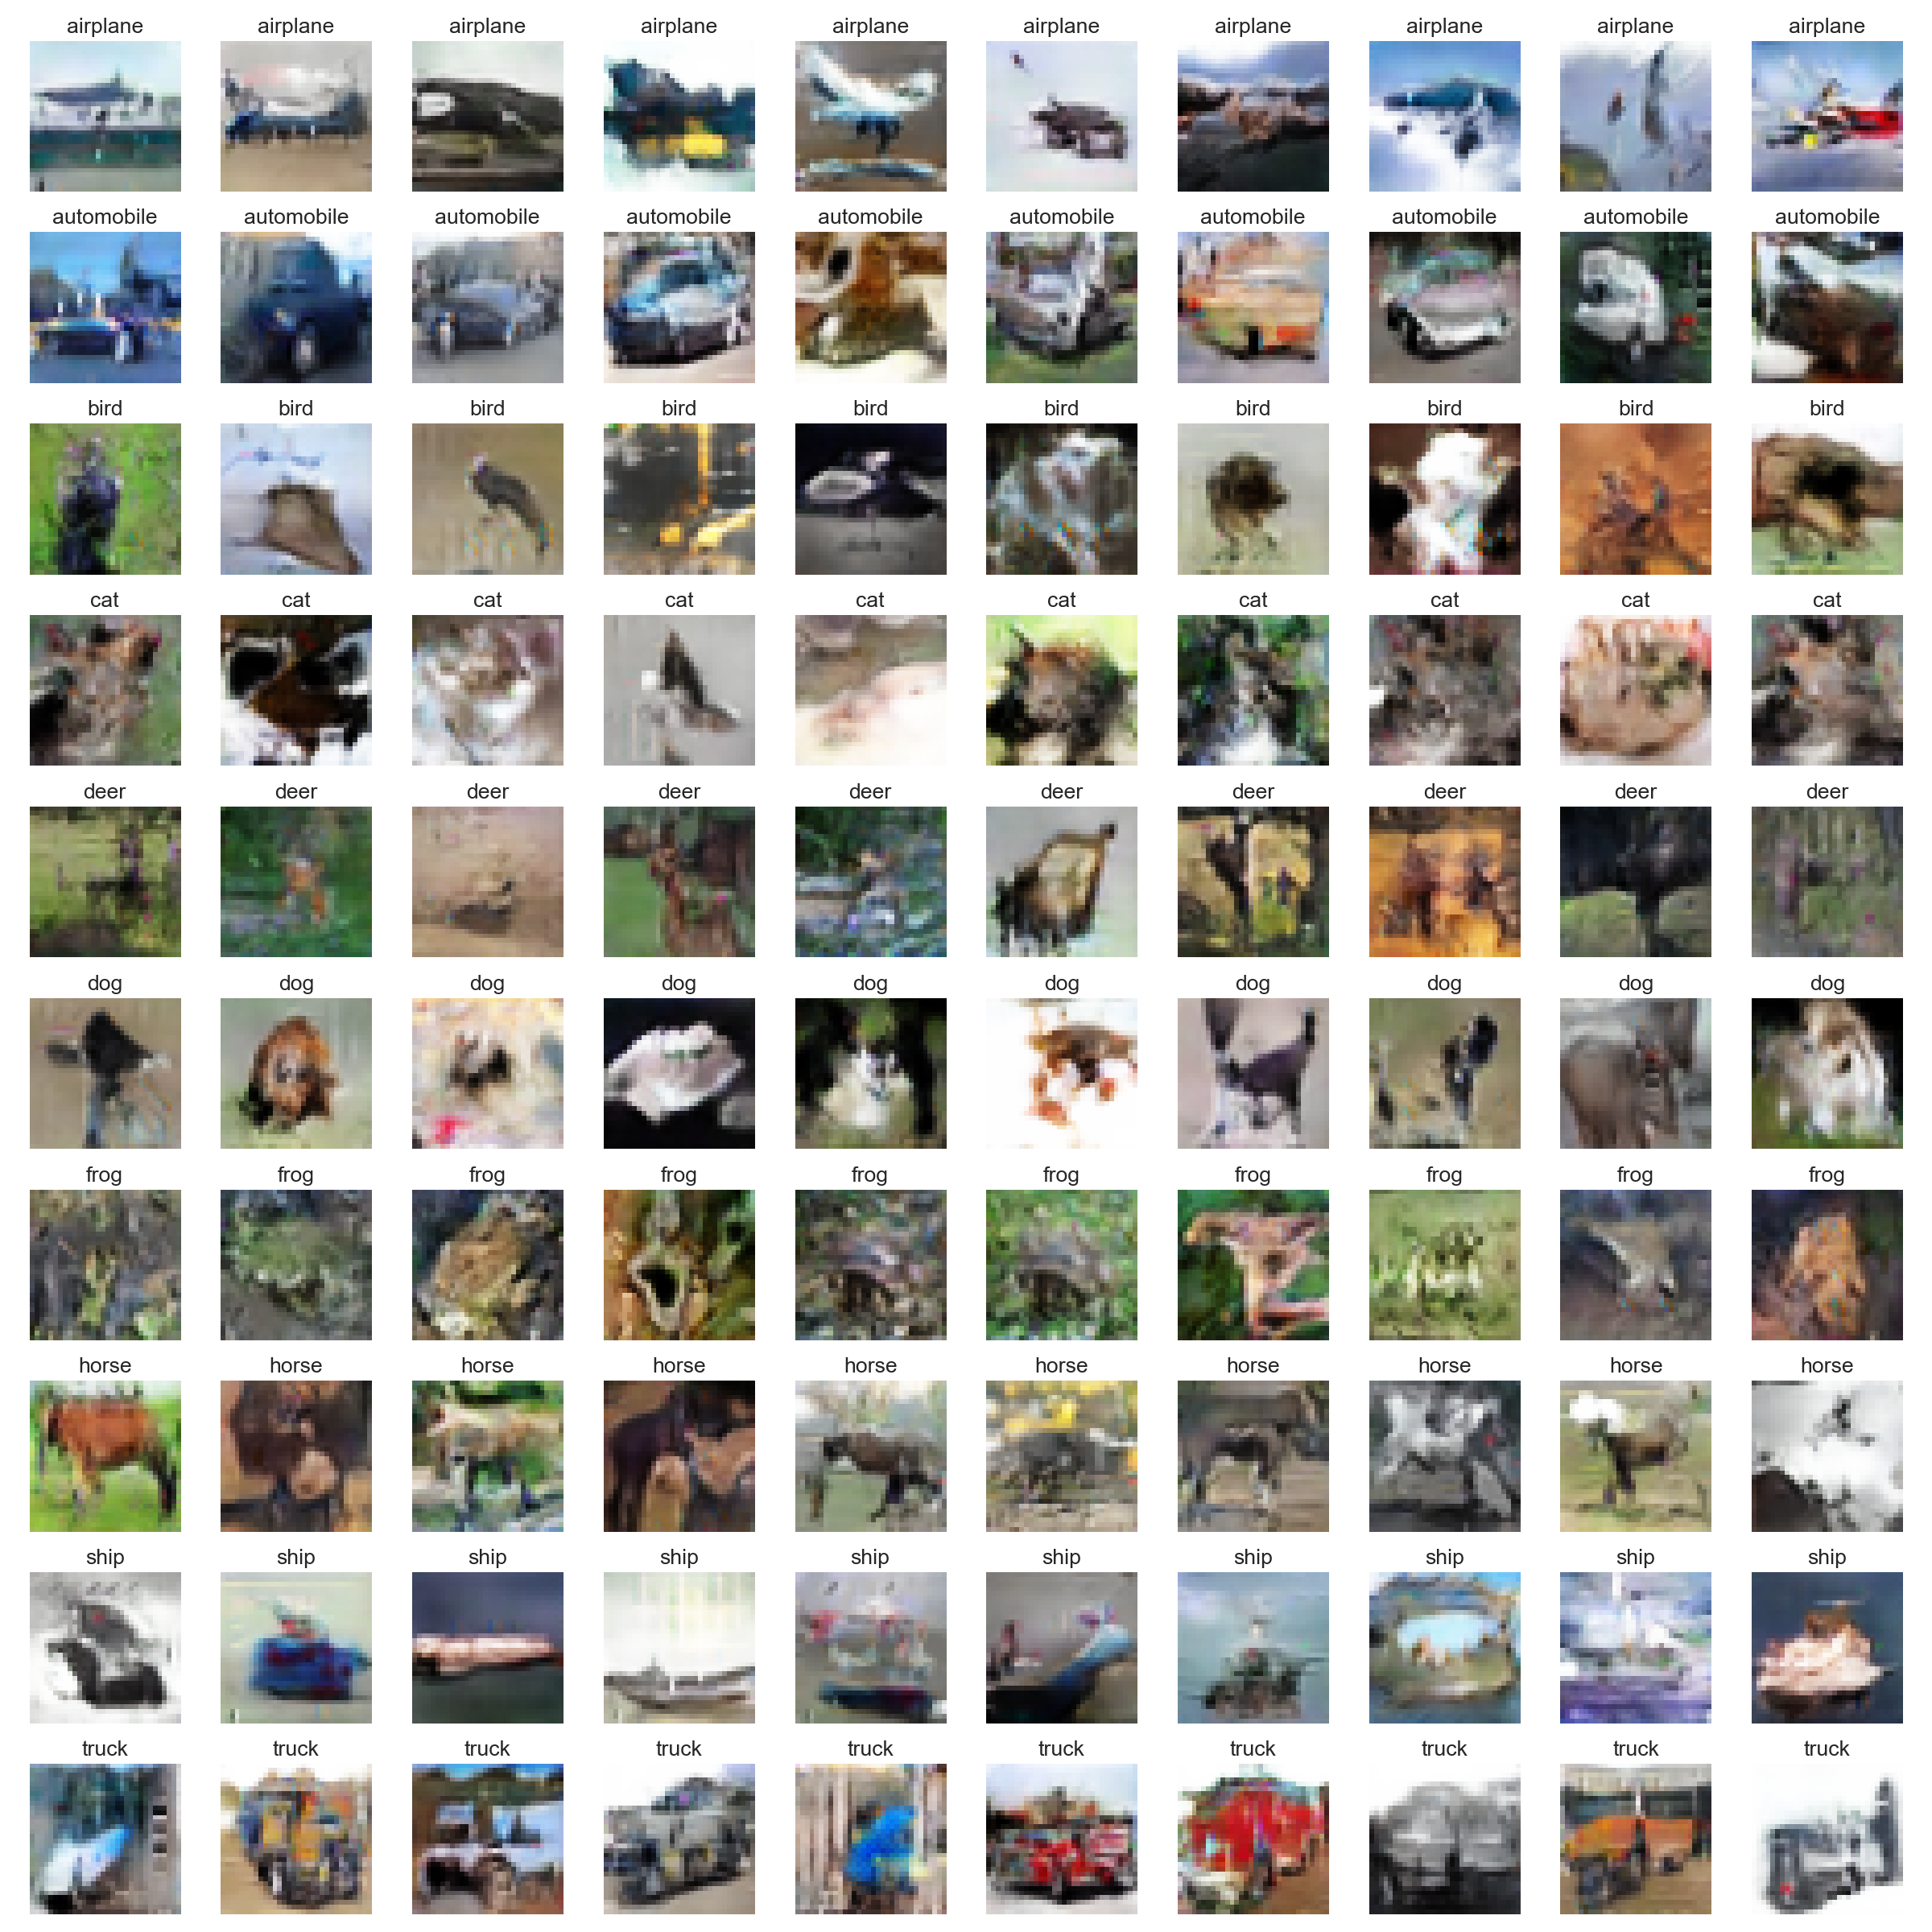 airplane airplane airplane airplane airplane airplane airplane airplane airplane airplane
automobile automobile automobile automobile automobile automobile automobile automobile automobile automobile
bird bird bird bird bird bird bird bird bird bird
cat cat cat cat cat cat cat cat cat cat
deer deer deer deer deer deer deer deer deer deer
dog dog dog dog dog dog dog dog dog dog
frog frog frog frog frog frog frog frog frog frog
horse horse horse horse horse horse horse horse horse horse
ship ship ship ship ship ship ship ship ship ship
truck truck truck truck truck truck truck truck truck truck